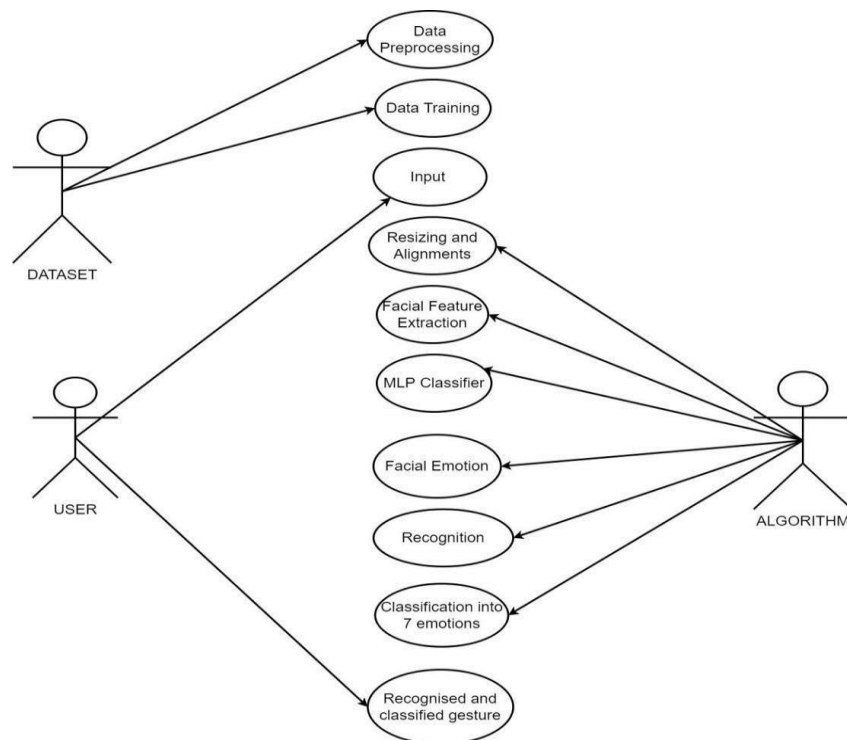 Data
Preprocessing
Data Training
Input
Resizing and
Alignments
DATASET
Facial Feature
Extraction
MLP Classifier
Facial Emotion
USER
ALGORITHM
Recognition
Classification into
7 emotions
Recognised and
classified gesture